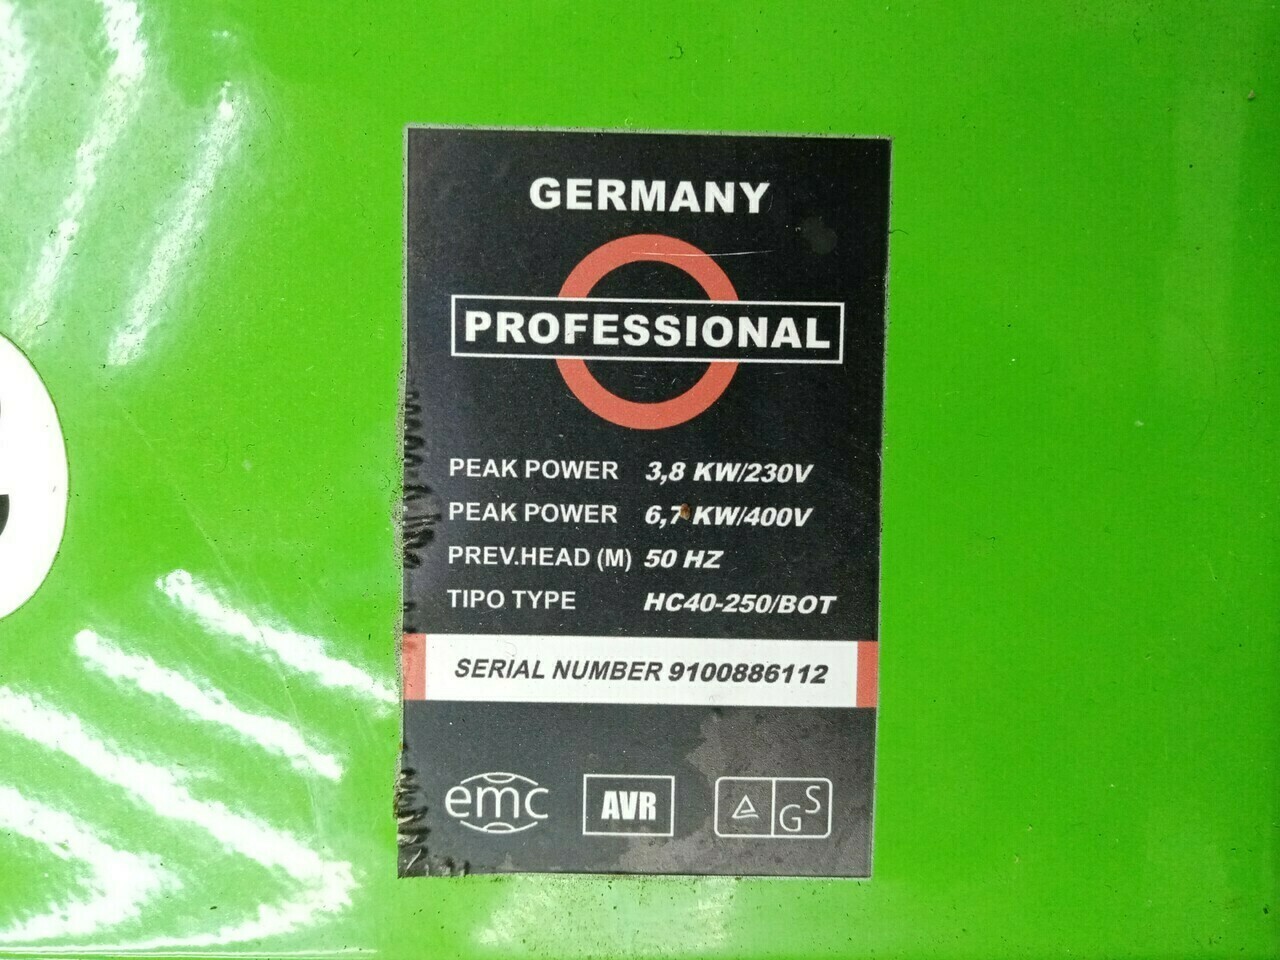 GERMANY
PROFESSIONAL
PEAK POWER 3,8 KW/230V
PEAK POWER 6,7 KW/400V
PREV.HEAD (M) 50 HZ
TIPO TYPE HC40-250/BOT
SERIAL NUMBER 9100886112
emc AVR GS